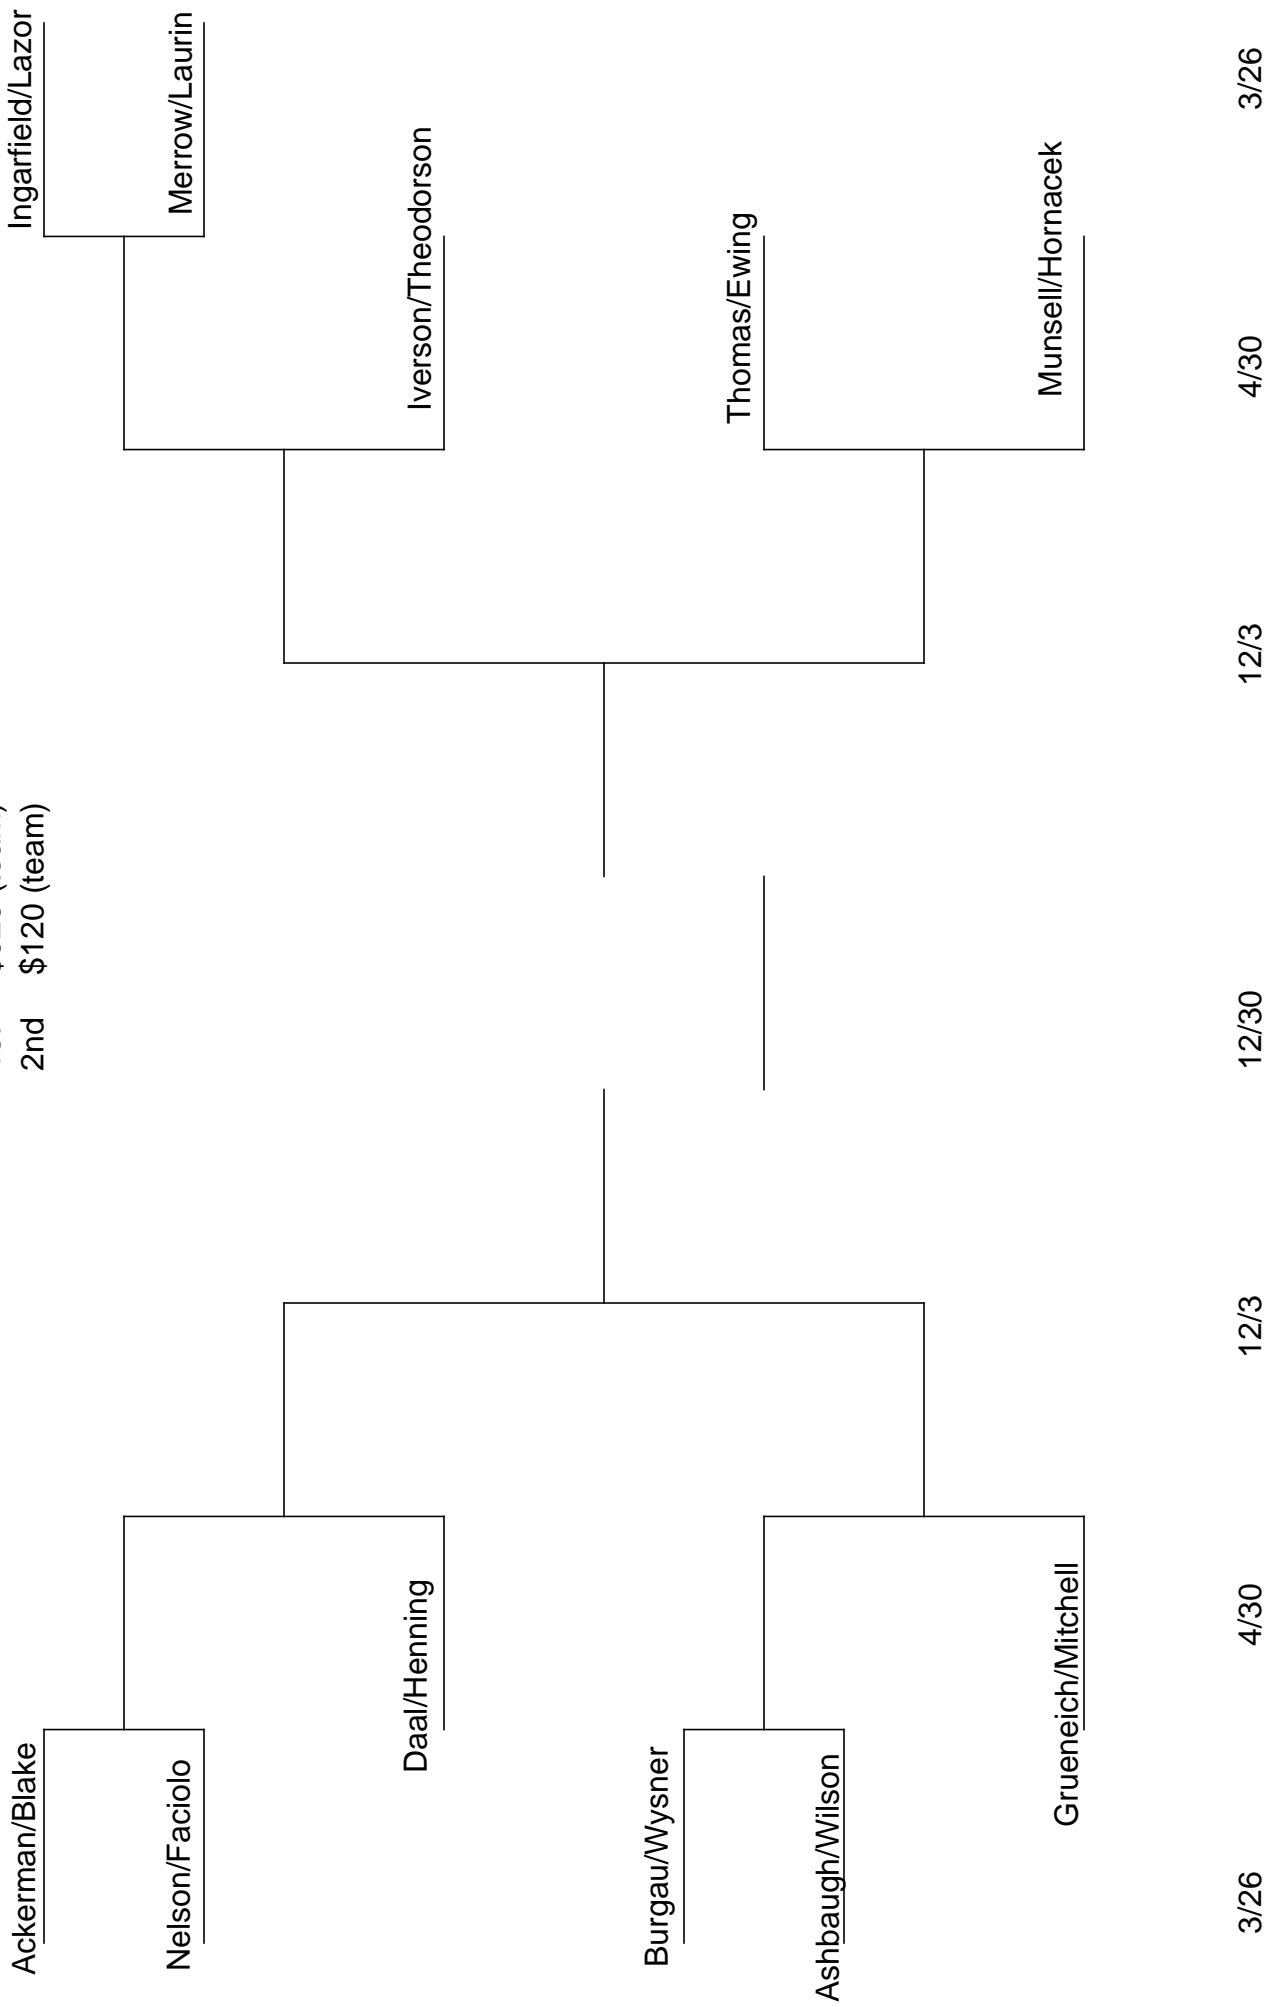 2nd $120 (team)
Ackerman/Blake
Ingarfield/Lazor
Nelson/Faciolo
Merrow/Laurin
Daal/Henning
Iverson/Theodorson
Burgau/Wysner
Thomas/Ewing
Ashbaugh/Wilson
Grueneich/Mitchell
Munsell/Hornacek
3/26 4/30 12/3 12/30 12/3 4/30 3/26